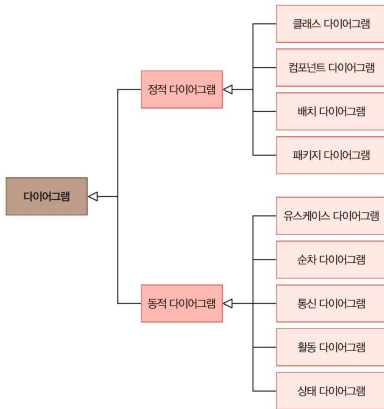 클래스 다이어그램
컴포넌트 다이어그램
정적 다이어그램
배치 다이어그램
패키지 다이어그램
다이어그램
유스케이스 다이어그램
순차 다이어그램
동적 다이어그램
통신 다이어그램
활동 다이어그램
상태 다이어그램